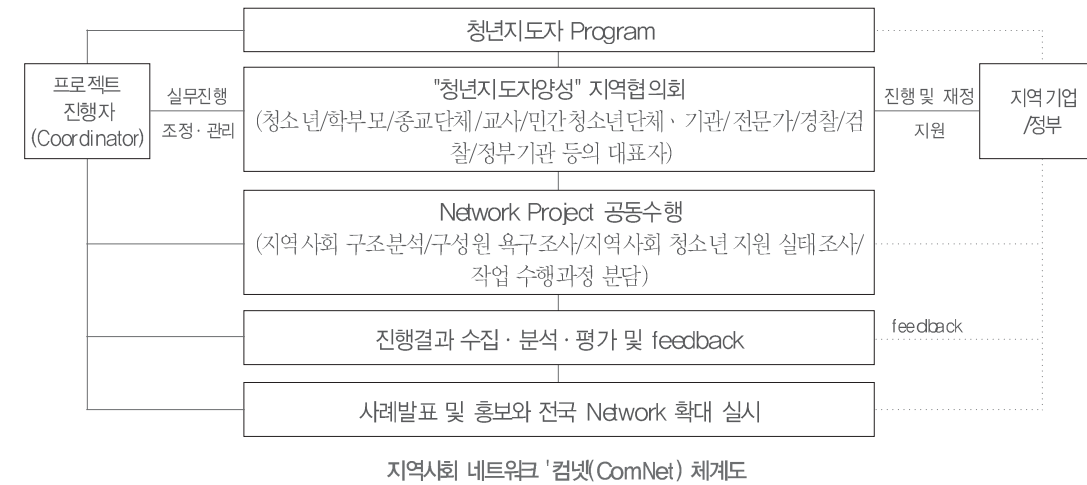 청년지도자 Program
프로젝트
진행자
(Coordinator)
실무진행
조정·관리
"청년지도자양성" 지역협의회
(청소년/학부모/종교단체/교사/민간청소년단체、기관/전문가/경찰/검
찰/정부기관 등의 대표자)
진행 및 재정
지원
지역기업
/정부
Network Project 공동수행
(지역사회 구조분석/구성원 욕구조사/지역사회 청소년 지원 실태조사/
작업 수행과정 분담)
진행결과 수집·분석·평가 및 feedback
feedback
사례발표 및 홍보와 전국 Network 확대 실시
지역사회 네트워크 '컴넷(ComNet) 체계도